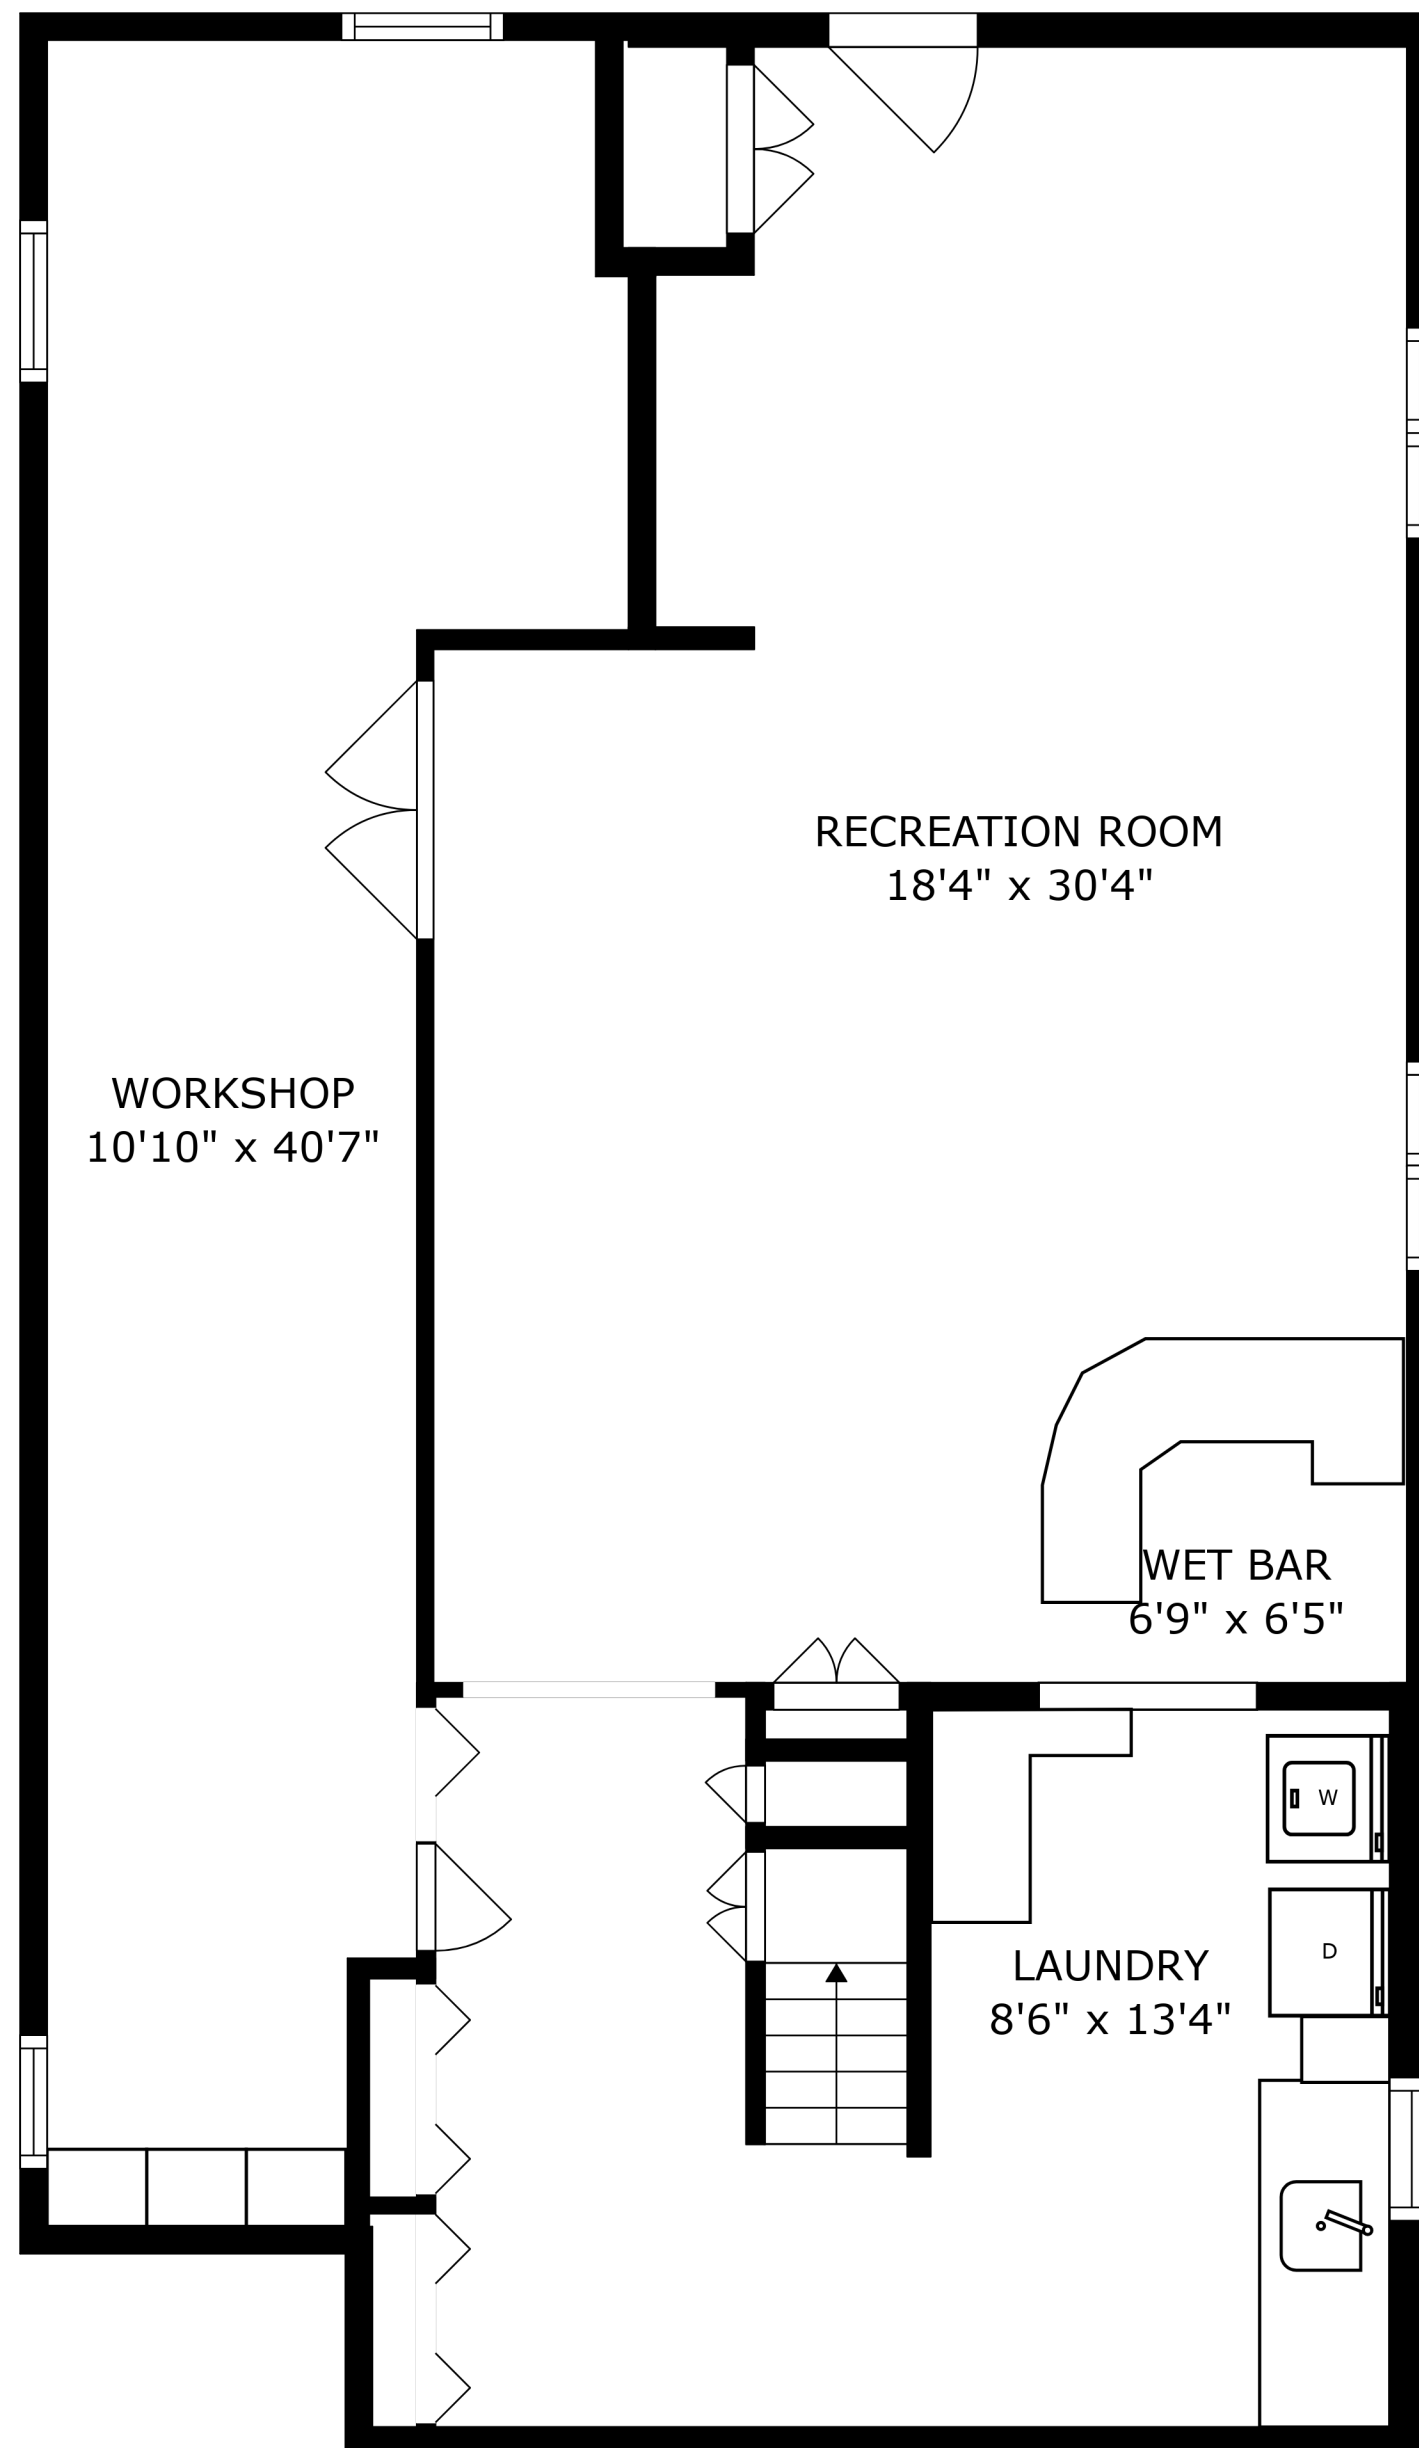 RECREATION ROOM
18'4" x 30'4"
WORKSHOP
10'10" x 40'7"
WET BAR
6'9" x 6'5"
W
D
LAUNDRY
8'6" x 13'4"